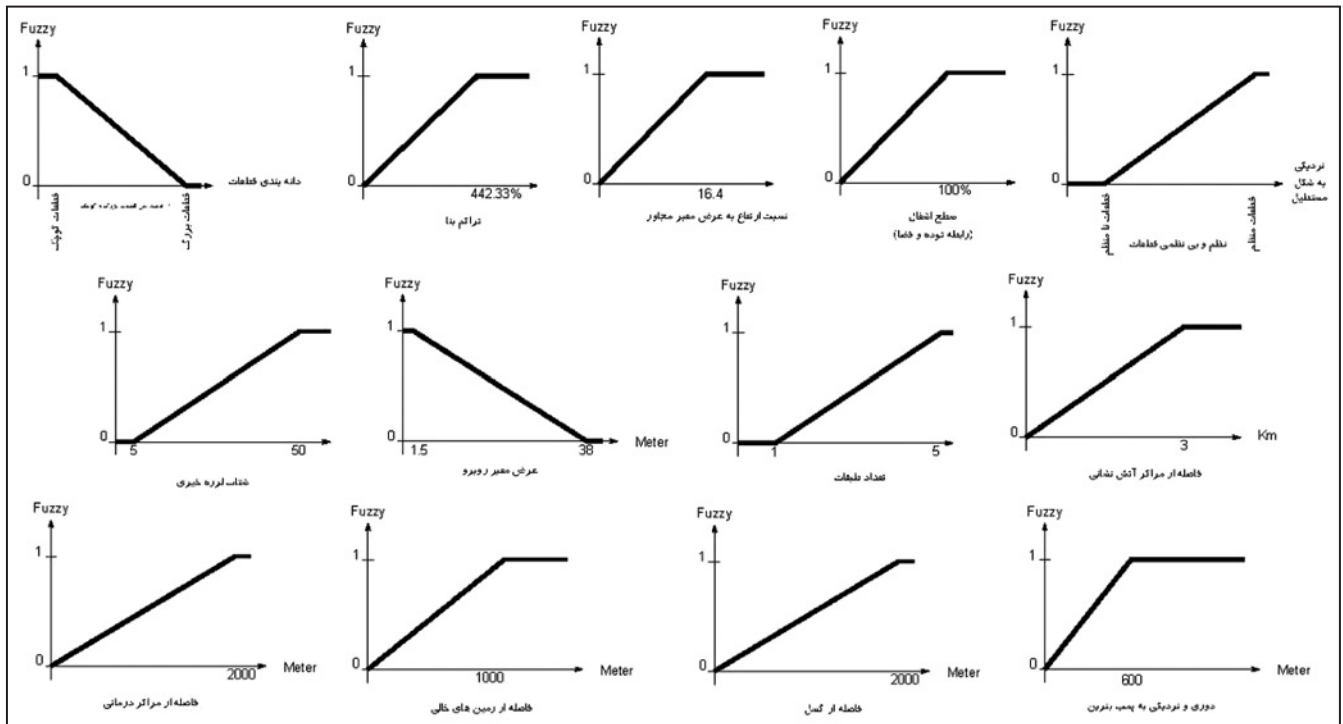 Fuzzy
1
0
دانه بندی قطعات
قطعات کوچک
قطعات بزرگ
Fuzzy
1
0
442.33%
تراکم بنا
Fuzzy
1
0
16.4
نسبت ارتفاع به عرض معبر مجاور
Fuzzy
1
0
100%
سطح اشغال
(رابطه توده و فضا)
Fuzzy
1
0
نزدیکی
به شکل
مستطیل
قطعات نا منظم
قطعات منظم
نظم و بی نظمی قطعات
Fuzzy
1
0
5
50
شتاب لرزه خیزی
Fuzzy
1
0
1.5
38
Meter
عرض معبر روبرو
Fuzzy
1
0
1
5
تعداد طبقات
Fuzzy
1
0
3
Km
فاصله از مراکز آتش نشانی
Fuzzy
1
0
2000
Meter
فاصله از مراکز درمانی
Fuzzy
1
0
1000
Meter
فاصله از زمین های خالی
Fuzzy
1
0
2000
Meter
فاصله از گسل
Fuzzy
1
0
600
Meter
دوری و نزدیکی به پمپ بنزین